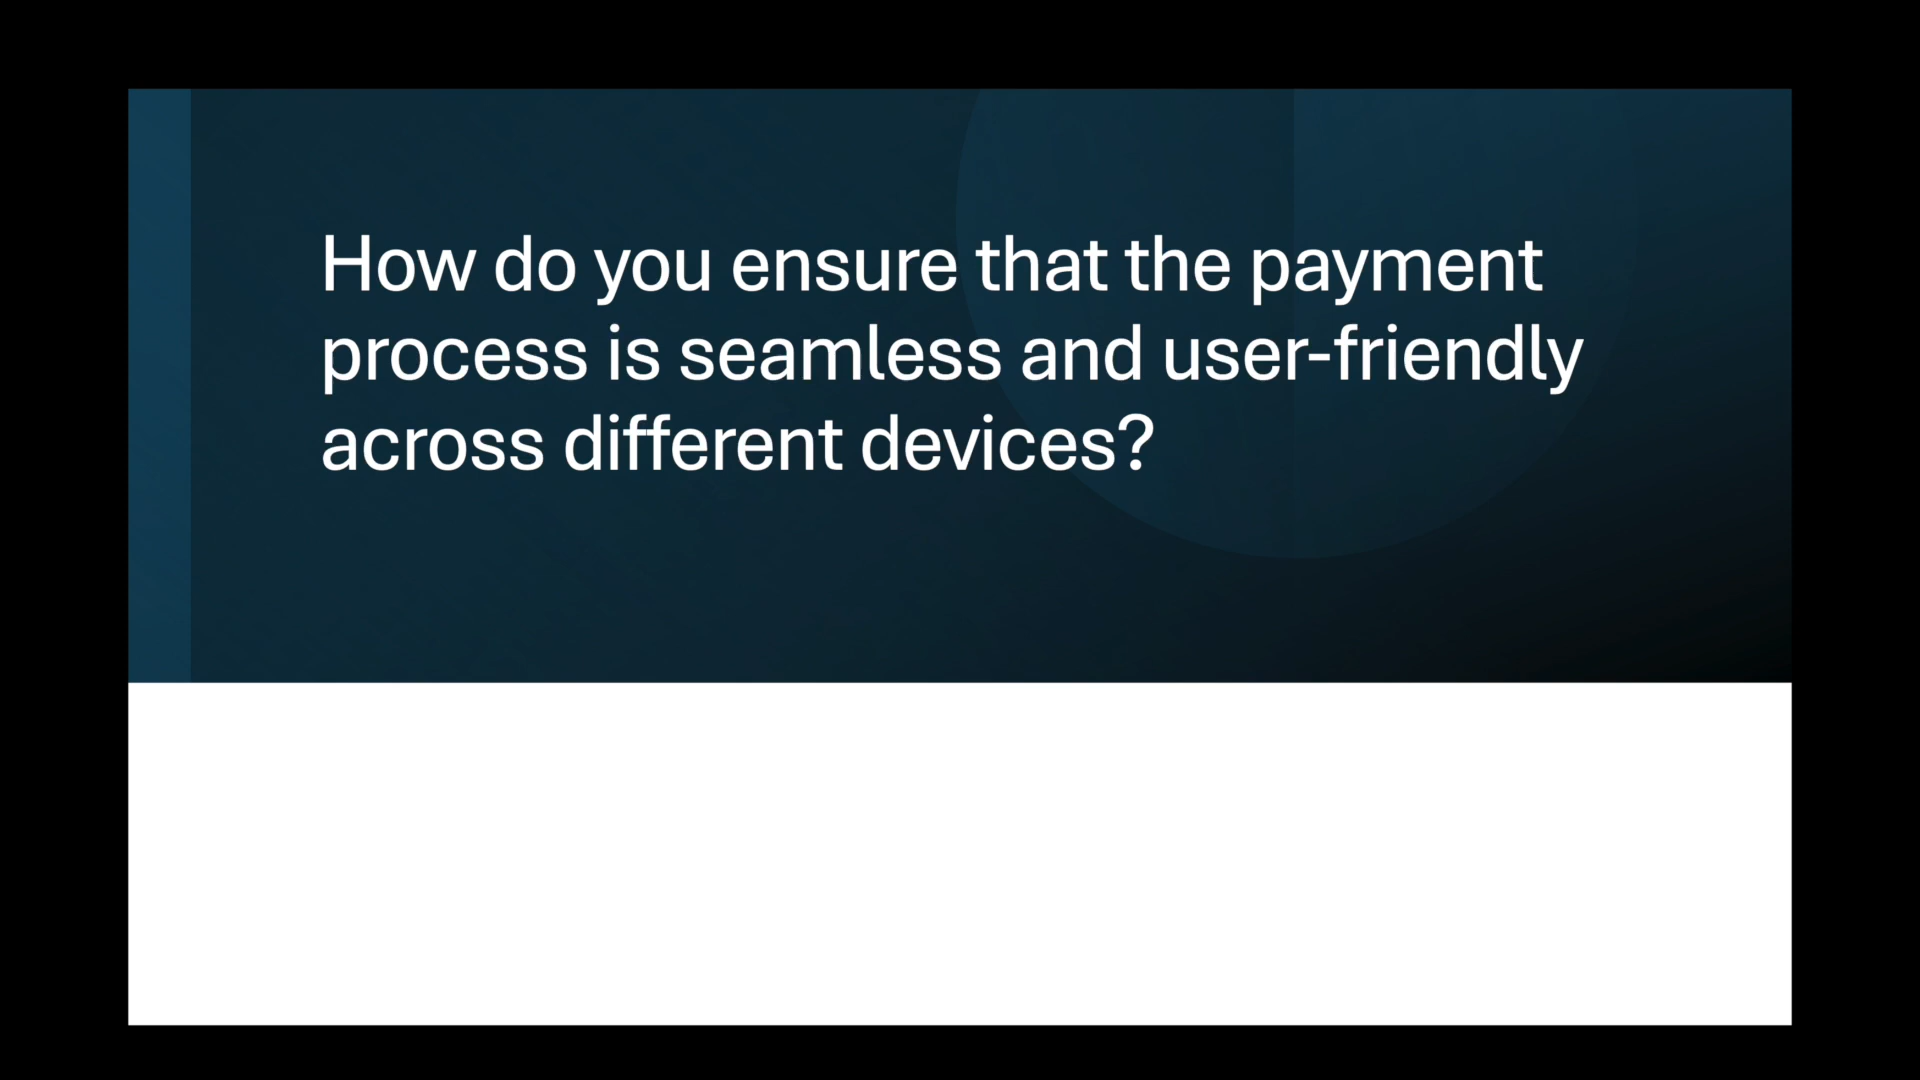 How do you ensure that the payment
process is seamless and user-friendly
across different devices?